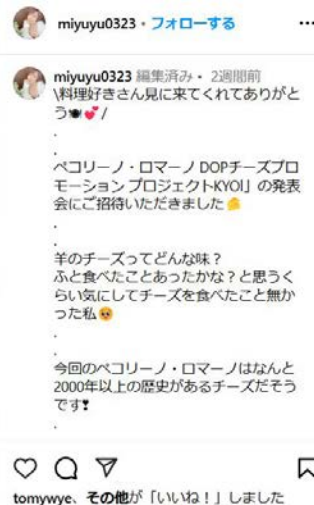 miyuyu0323・フォローする
miyuyu0323 編集済み・ 2週間前
\料理好きさん見に来てくれてありがと
う🍽💕/
.
.
ペコリーノ・ロマーノ DOPチーズプロ
モーション プロジェクトKYOI」の発表
会にご招待いただきました🧀
.
.
羊のチーズってどんな味？
ふと食べたことあったかな？と思うく
らい気にしてチーズを食べたこと無か
った私🥺
.
.
今回のペコリーノ・ロマーノはなんと
2000年以上の歴史があるチーズだそう
です❣
.
tomywye、その他が「いいね！」しました